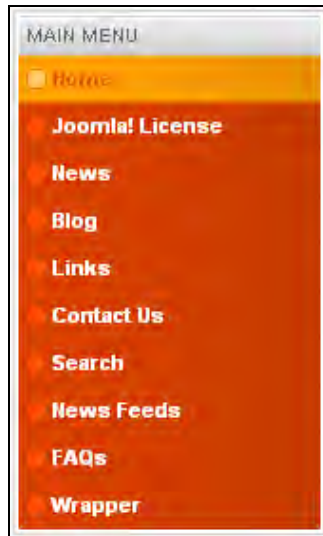 MAIN MENU
Home
Joomla! License
News
Blog
Links
Contact Us
Search
News Feeds
FAQs
Wrapper